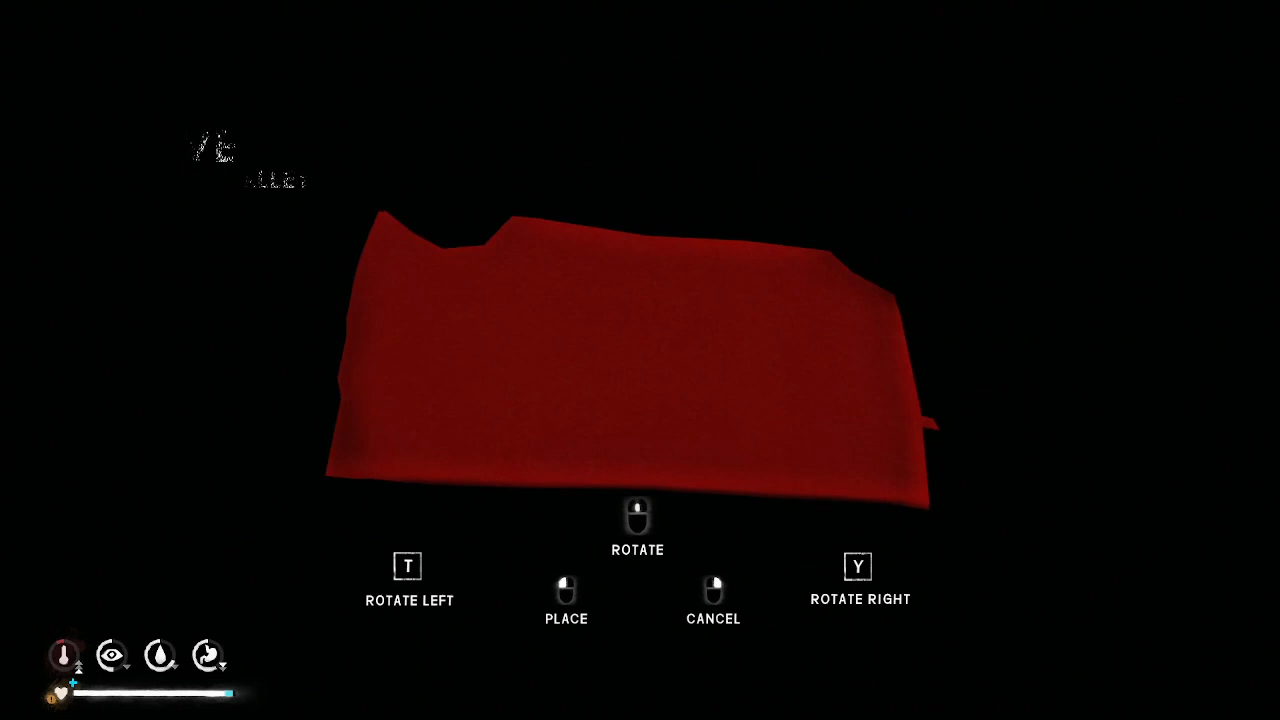 ROTATE
T
Y
ROTATE LEFT
ROTATE RIGHT
PLACE
CANCEL